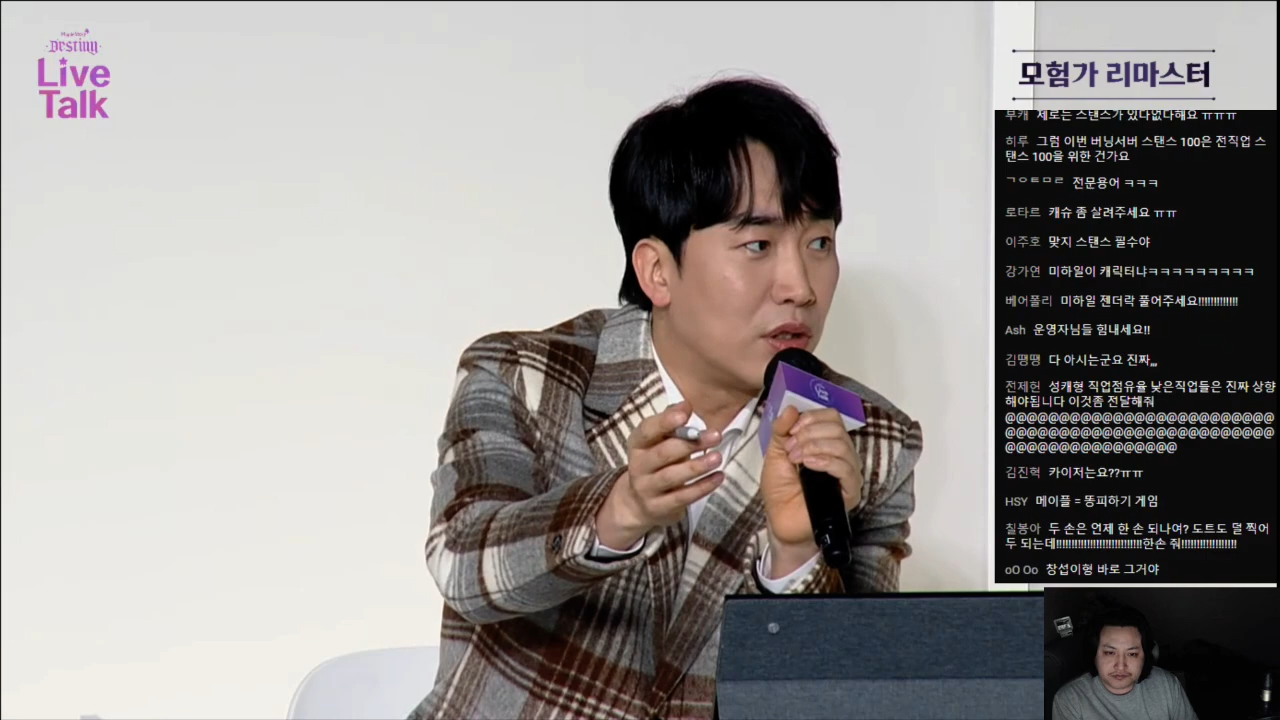 Destiny
Live
Talk
모험가 리마스터
부캐 제로는 스탠스가 있다없다해요 ㅠㅠㅠ
히루 그럼 이번 버닝서버 스탠스 100은 전직업 스
탠스 100을 위한 건가요
ᄀᄋᄐᄆᄅ 전문용어 ㅋㅋㅋ
로타르 캐슈 좀 살려주세요 ㅠㅠ
이주호 맞지 스탠스 필수야
강가연 미하일이 캐릭터냐ㅋㅋㅋㅋㅋㅋㅋㅋㅋ
베어폴리 미하일 젠더락 풀어주세요!!!!!!!!!!!!!
Ash 운영자님들 힘내세요!!
김땡땡 다 아시는군요 진짜,,,
전제헌 성캐형 직업점유율 낮은직업들은 진짜 상향
해야됩니다 이것좀 전달해줘
@@@@@@@@@@@@@@@@@@@@@@@@@
@@@@@@@@@@@@@@@@@@@@@@@@@
@@@@@@@@@@@@@@@@
김진혁 카이저는요??ㅠㅠ
HSY 메이플 = 똥피하기 게임
칠봉아 두 손은 언제 한 손 되나여? 도트도 덜 찍어
두 되는데!!!!!!!!!!!!!!!!!!!!!!!!!!!!!한손 줘!!!!!!!!!!!!!!!!!!!
oO Oo 창섭이형 바로 그거야